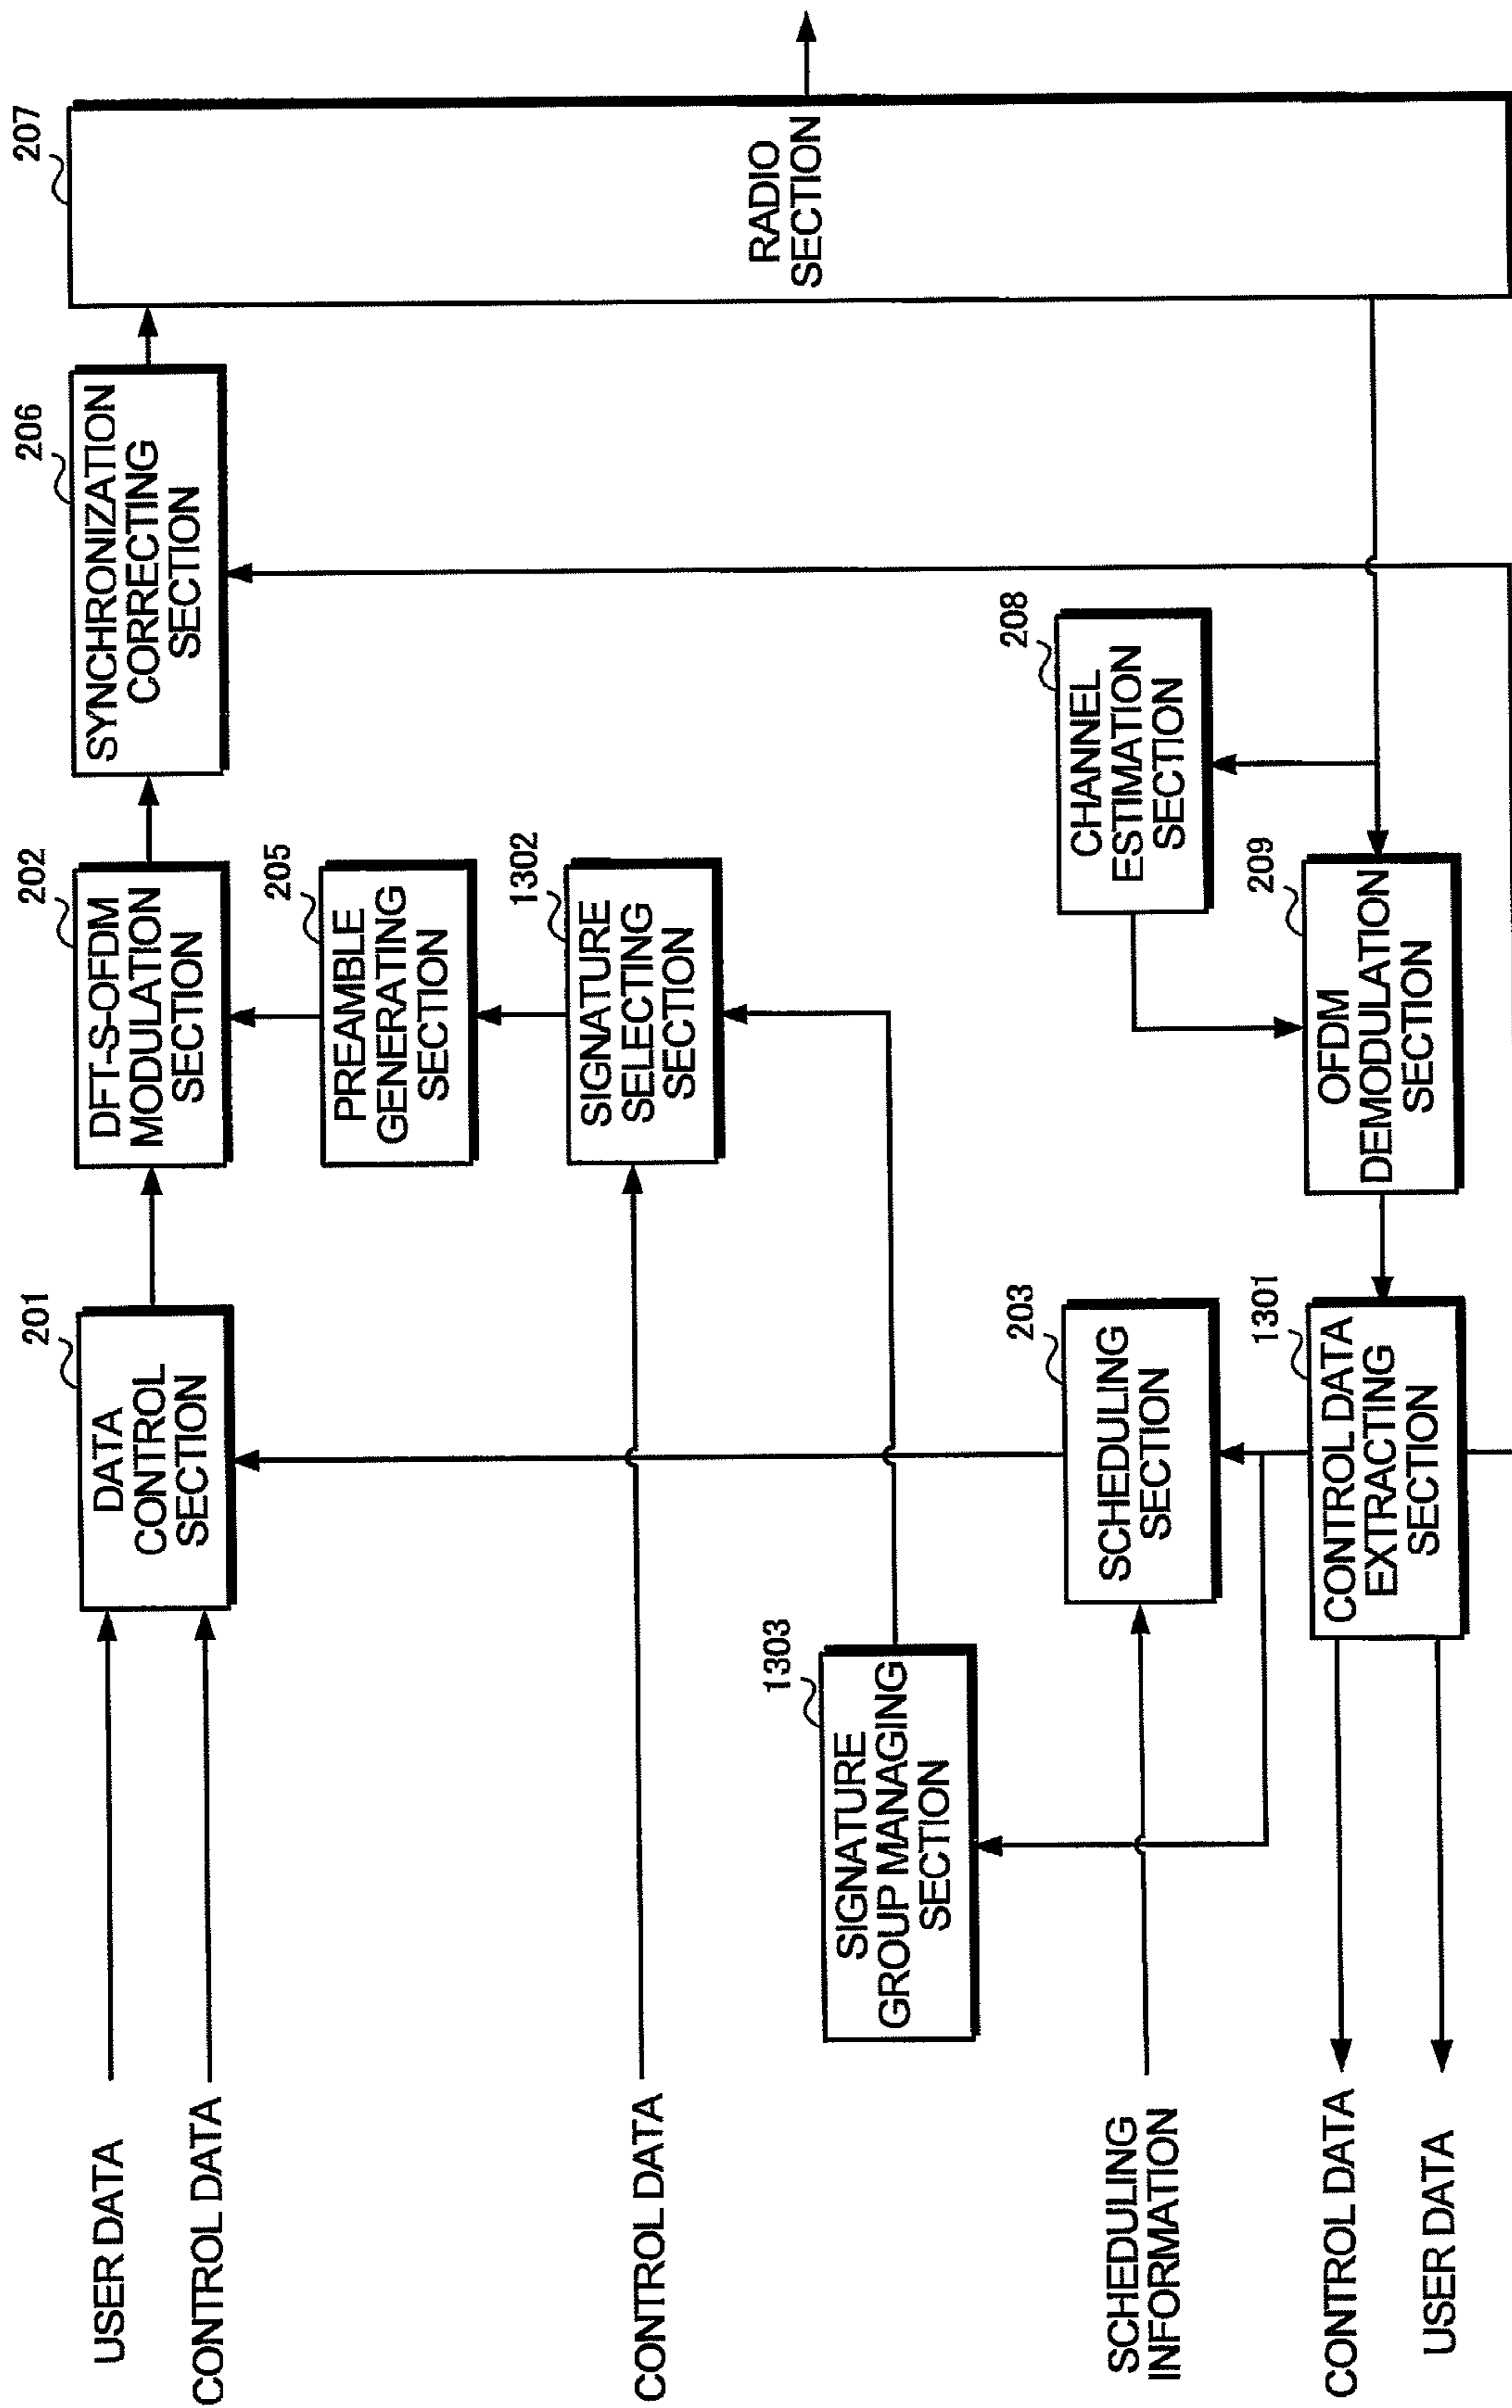 USER DATA
CONTROL DATA
201
DATA
CONTROL
SECTION
202
DFT-S-OFDM
MODULATION
SECTION
206
SYNCHRONIZATION
CORRECTING
SECTION
207
RADIO
SECTION
205
PREAMBLE
GENERATING
SECTION
CONTROL DATA
1302
SIGNATURE
SELECTING
SECTION
1303
SIGNATURE
GROUP MANAGING
SECTION
SCHEDULING
INFORMATION
203
SCHEDULING
SECTION
208
CHANNEL
ESTIMATION
SECTION
CONTROL DATA
USER DATA
1301
CONTROL DATA
EXTRACTING
SECTION
209
OFDM
DEMODULATION
SECTION